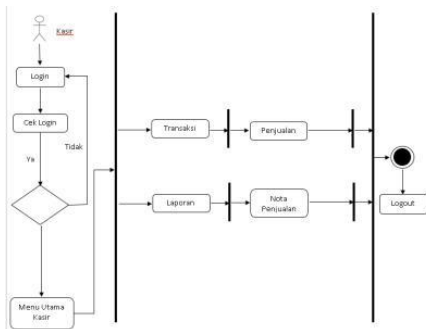 Kasir
Login
Cek Login
Ya
Tidak
Menu Utama
Kasir
Transaksi
Penjualan
Laporan
Nota
Penjualan
Logout